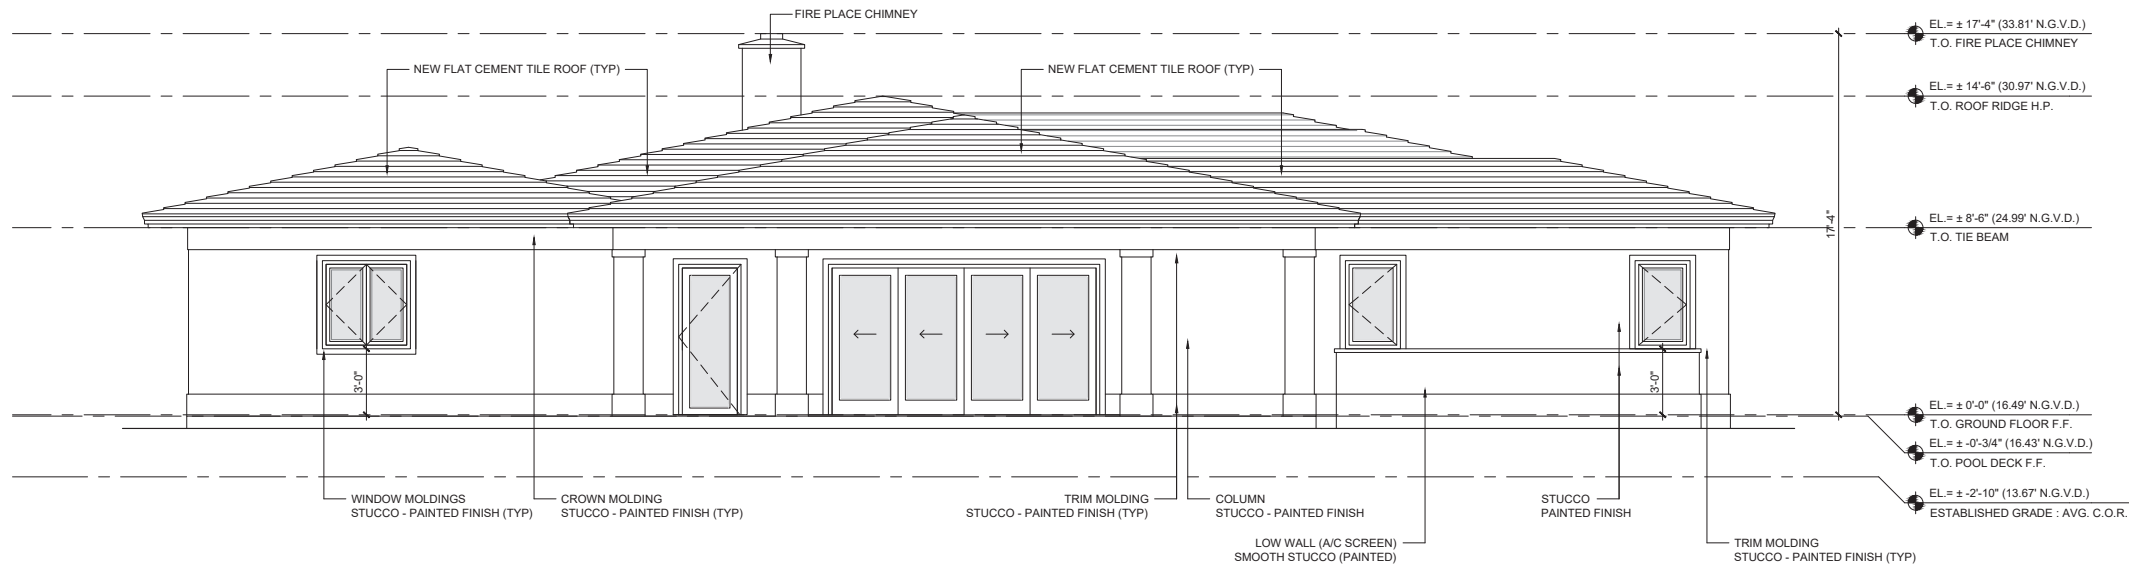 FIRE PLACE CHIMNEY
EL.= ± 17'-4" (33.81' N.G.V.D.)
T.O. FIRE PLACE CHIMNEY
NEW FLAT CEMENT TILE ROOF (TYP)
NEW FLAT CEMENT TILE ROOF (TYP)
EL.= ± 14'-6" (30.97' N.G.V.D.)
T.O. ROOF RIDGE H.P.
17'-4"
EL.= ± 8'-6" (24.99' N.G.V.D.)
T.O. TIE BEAM
3'-0"
3'-0"
EL.= ± 0'-0" (16.49' N.G.V.D.)
T.O. GROUND FLOOR F.F.
EL.= ± -0'-3/4" (16.43' N.G.V.D.)
T.O. POOL DECK F.F.
EL.= ± -2'-10" (13.67' N.G.V.D.)
ESTABLISHED GRADE : AVG. C.O.R.
WINDOW MOLDINGS
STUCCO - PAINTED FINISH (TYP)
CROWN MOLDING
STUCCO - PAINTED FINISH (TYP)
TRIM MOLDING
STUCCO - PAINTED FINISH (TYP)
COLUMN
STUCCO - PAINTED FINISH
STUCCO
PAINTED FINISH
LOW WALL (A/C SCREEN)
SMOOTH STUCCO (PAINTED)
TRIM MOLDING
STUCCO - PAINTED FINISH (TYP)